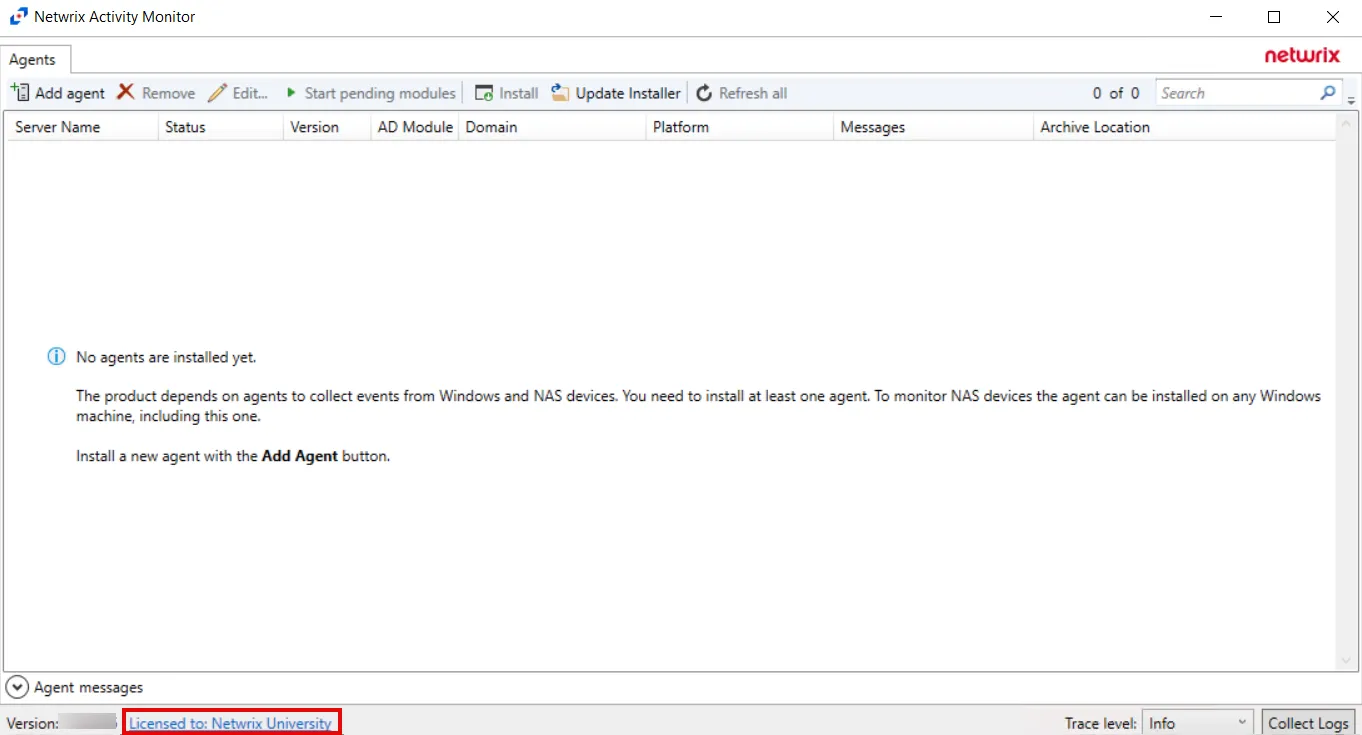 Netwrix Activity Monitor
Agents
netwrix
Add agent Remove Edit... Start pending modules Install Update Installer Refresh all 0 of 0 Search
Server Name Status Version AD Module Domain Platform Messages Archive Location
No agents are installed yet.
The product depends on agents to collect events from Windows and NAS devices. You need to install at least one agent. To monitor NAS devices the agent can be installed on any Windows
machine, including this one.
Install a new agent with the Add Agent button.
Agent messages
Version: Licensed to: Netwrix University Trace level: Info Collect Logs